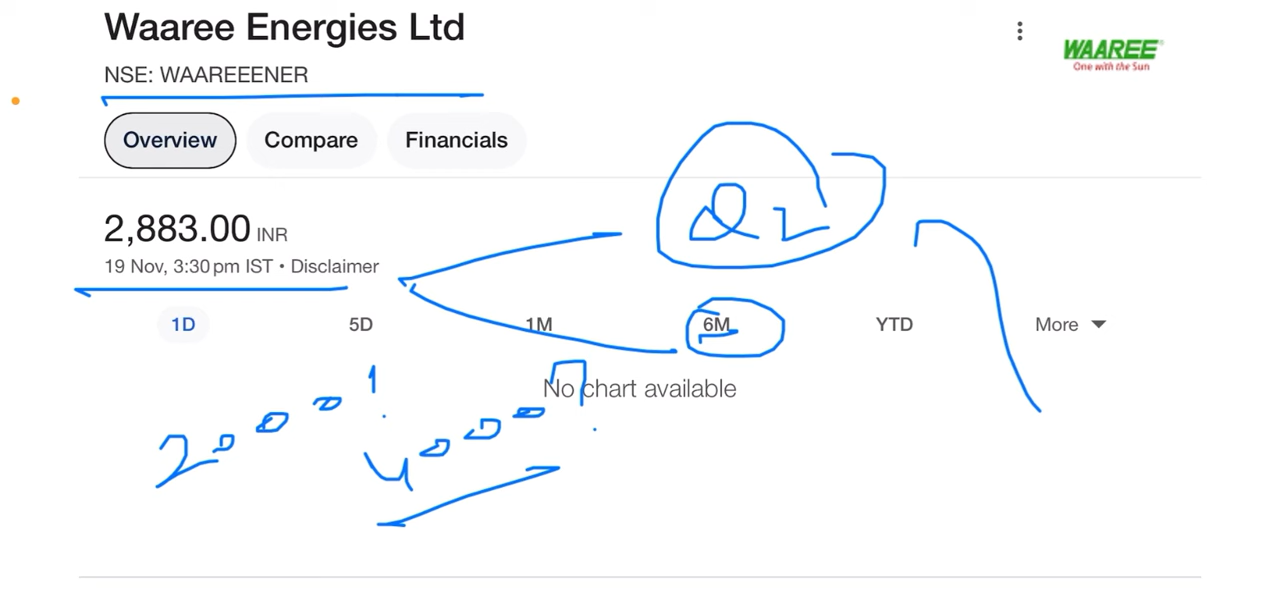 Waaree Energies Ltd
WAAREE
One with the Sun
NSE: WAAREEENER
Overview Compare Financials
Q2
2,883.00 INR
19 Nov, 3:30 pm IST • Disclaimer
1D 5D 1M 6M YTD More
No chart available
2000!
4000